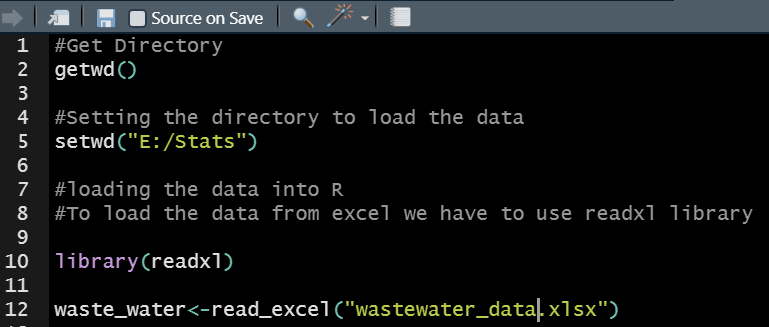 Source on Save
1 #Get Directory
2 getwd()
3
4 #Setting the directory to load the data
5 setwd("E:/Stats")
6
7 #loading the data into R
8 #To load the data from excel we have to use readxl library
9
10 library(readxl)
11
12 waste_water<-read_excel("wastewater_data.xlsx")